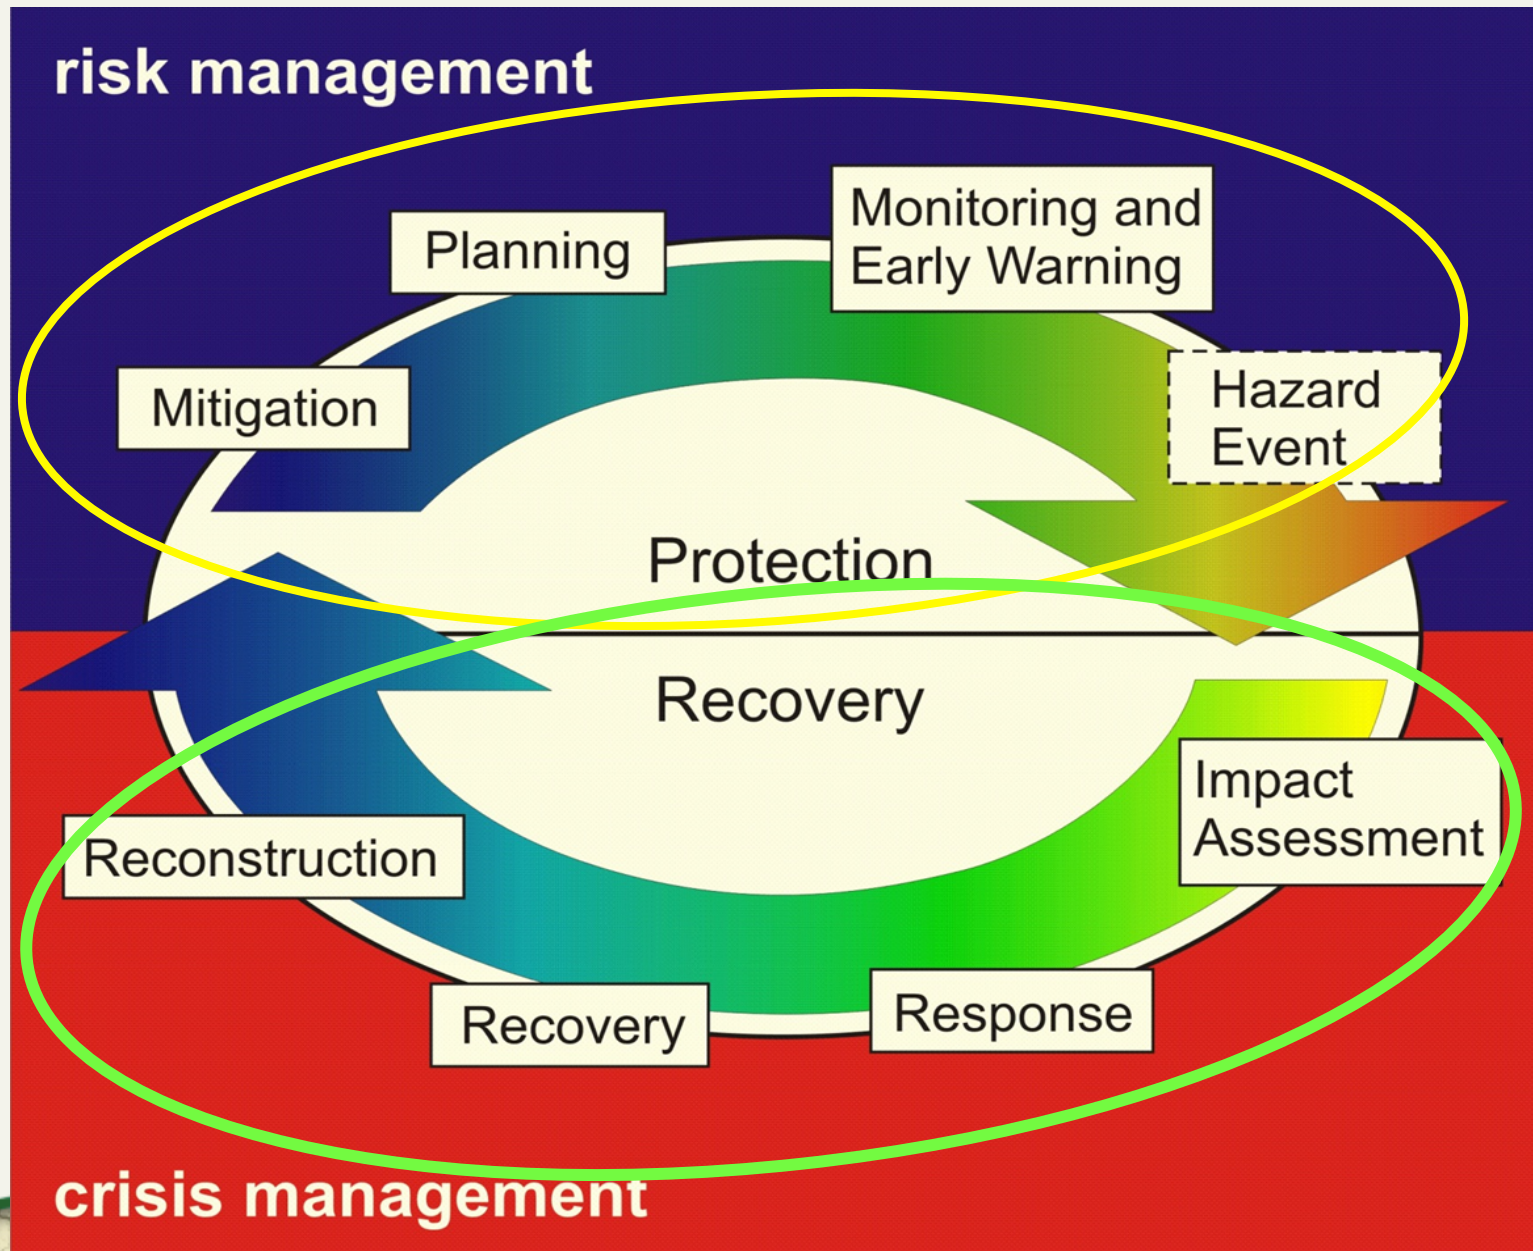 risk management
Planning
Monitoring and
Early Warning
Mitigation
Hazard
Event
Protection
Recovery
Impact
Assessment
Reconstruction
Recovery
Response
crisis management